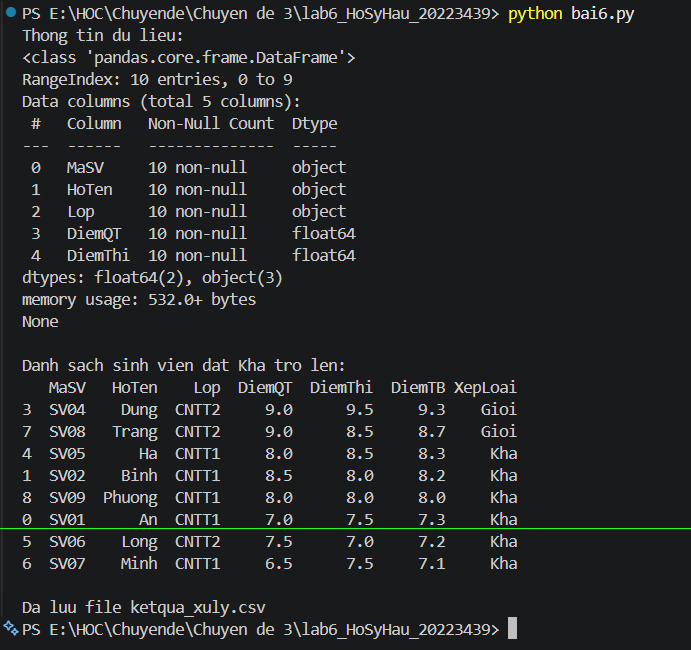 PS E:\HOC\Chuyende\Chuyen de 3\lab6_HoSyHau_20223439> python bai6.py
Thong tin du lieu:
<class 'pandas.core.frame.DataFrame'>
RangeIndex: 10 entries, 0 to 9
Data columns (total 5 columns):
 #   Column   Non-Null Count  Dtype
---  ------   --------------  -----
 0   MaSV     10 non-null     object
 1   HoTen    10 non-null     object
 2   Lop      10 non-null     object
 3   DiemQT   10 non-null     float64
 4   DiemThi  10 non-null     float64
dtypes: float64(2), object(3)
memory usage: 532.0+ bytes
None
Danh sach sinh vien dat Kha tro len:
   MaSV   HoTen    Lop  DiemQT  DiemThi  DiemTB XepLoai
3  SV04    Dung  CNTT2     9.0      9.5     9.3    Gioi
7  SV08   Trang  CNTT2     9.0      8.5     8.7    Gioi
4  SV05      Ha  CNTT1     8.0      8.5     8.3     Kha
1  SV02    Binh  CNTT1     8.5      8.0     8.2     Kha
8  SV09  Phuong  CNTT1     8.0      8.0     8.0     Kha
0  SV01      An  CNTT1     7.0      7.5     7.3     Kha
5  SV06    Long  CNTT2     7.5      7.0     7.2     Kha
6  SV07    Minh  CNTT1     6.5      7.5     7.1     Kha
Da luu file ketqua_xuly.csv
PS E:\HOC\Chuyende\Chuyen de 3\lab6_HoSyHau_20223439>